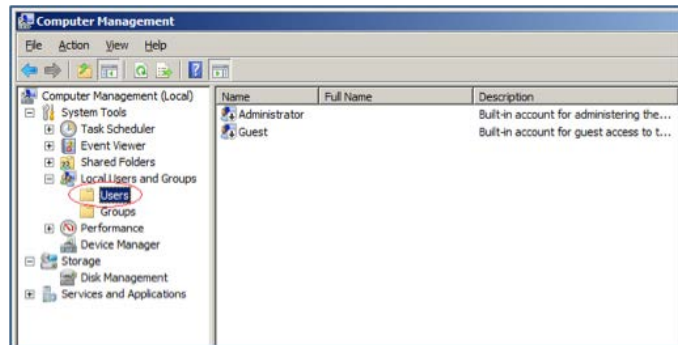 Computer Management
File Action View Help
Computer Management (Local)
System Tools
Task Scheduler
Event Viewer
Shared Folders
Local Users and Groups
Users
Groups
Performance
Device Manager
Storage
Disk Management
Services and Applications
Name Full Name Description
Administrator Built-in account for administering the...
Guest Built-in account for guest access to t...